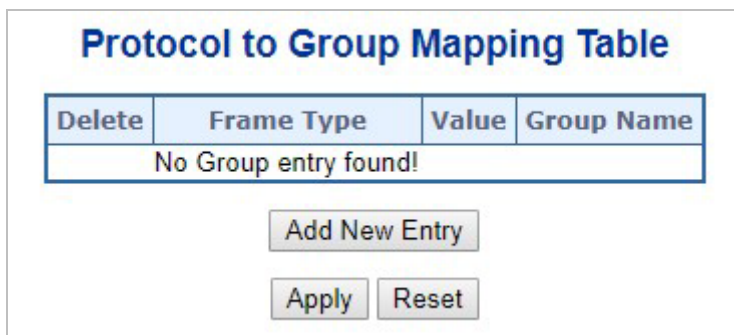 Protocol to Group Mapping Table
Delete Frame Type Value Group Name
No Group entry found!
Add New Entry
Apply Reset